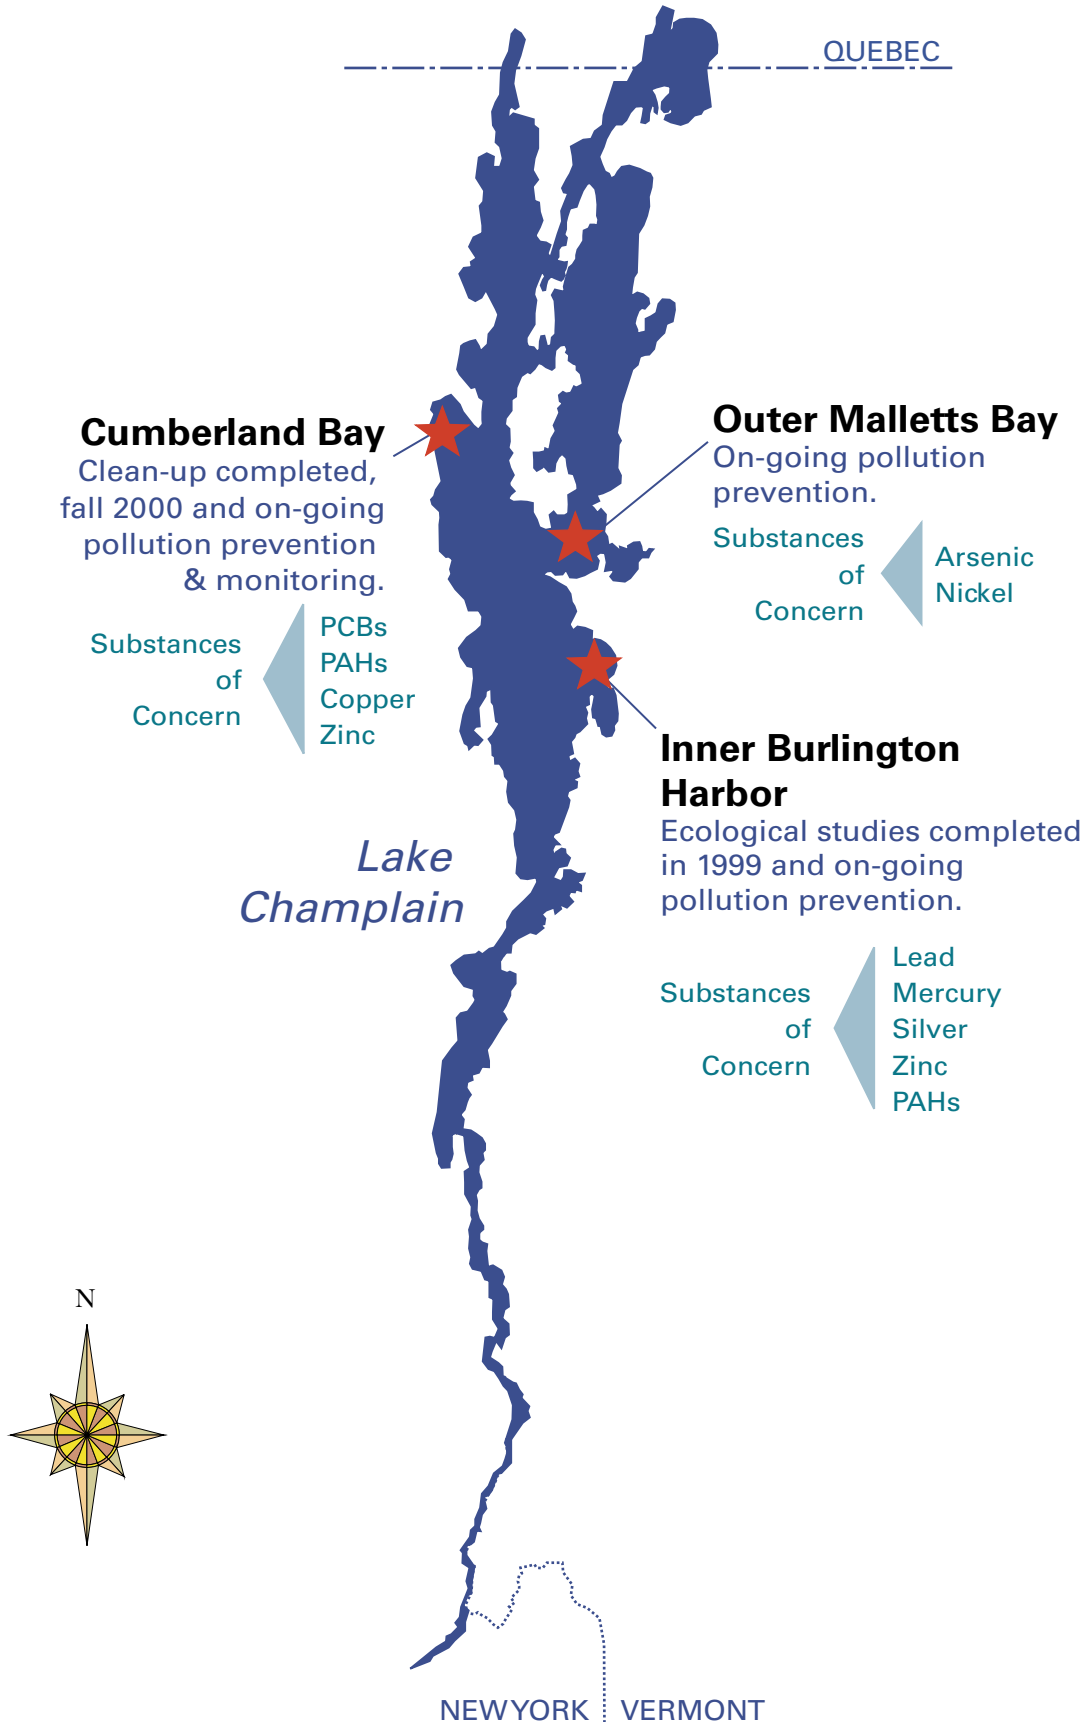 QUEBEC
Cumberland Bay
Clean-up completed,
fall 2000 and on-going
pollution prevention
& monitoring.
Substances
of
Concern
PCBs
PAHs
Copper
Zinc
Outer Malletts Bay
On-going pollution
prevention.
Substances
of
Concern
Arsenic
Nickel
Inner Burlington
Harbor
Ecological studies completed
in 1999 and on-going
pollution prevention.
Substances
of
Concern
Lead
Mercury
Silver
Zinc
PAHs
Lake
Champlain
N
NEW YORK
VERMONT